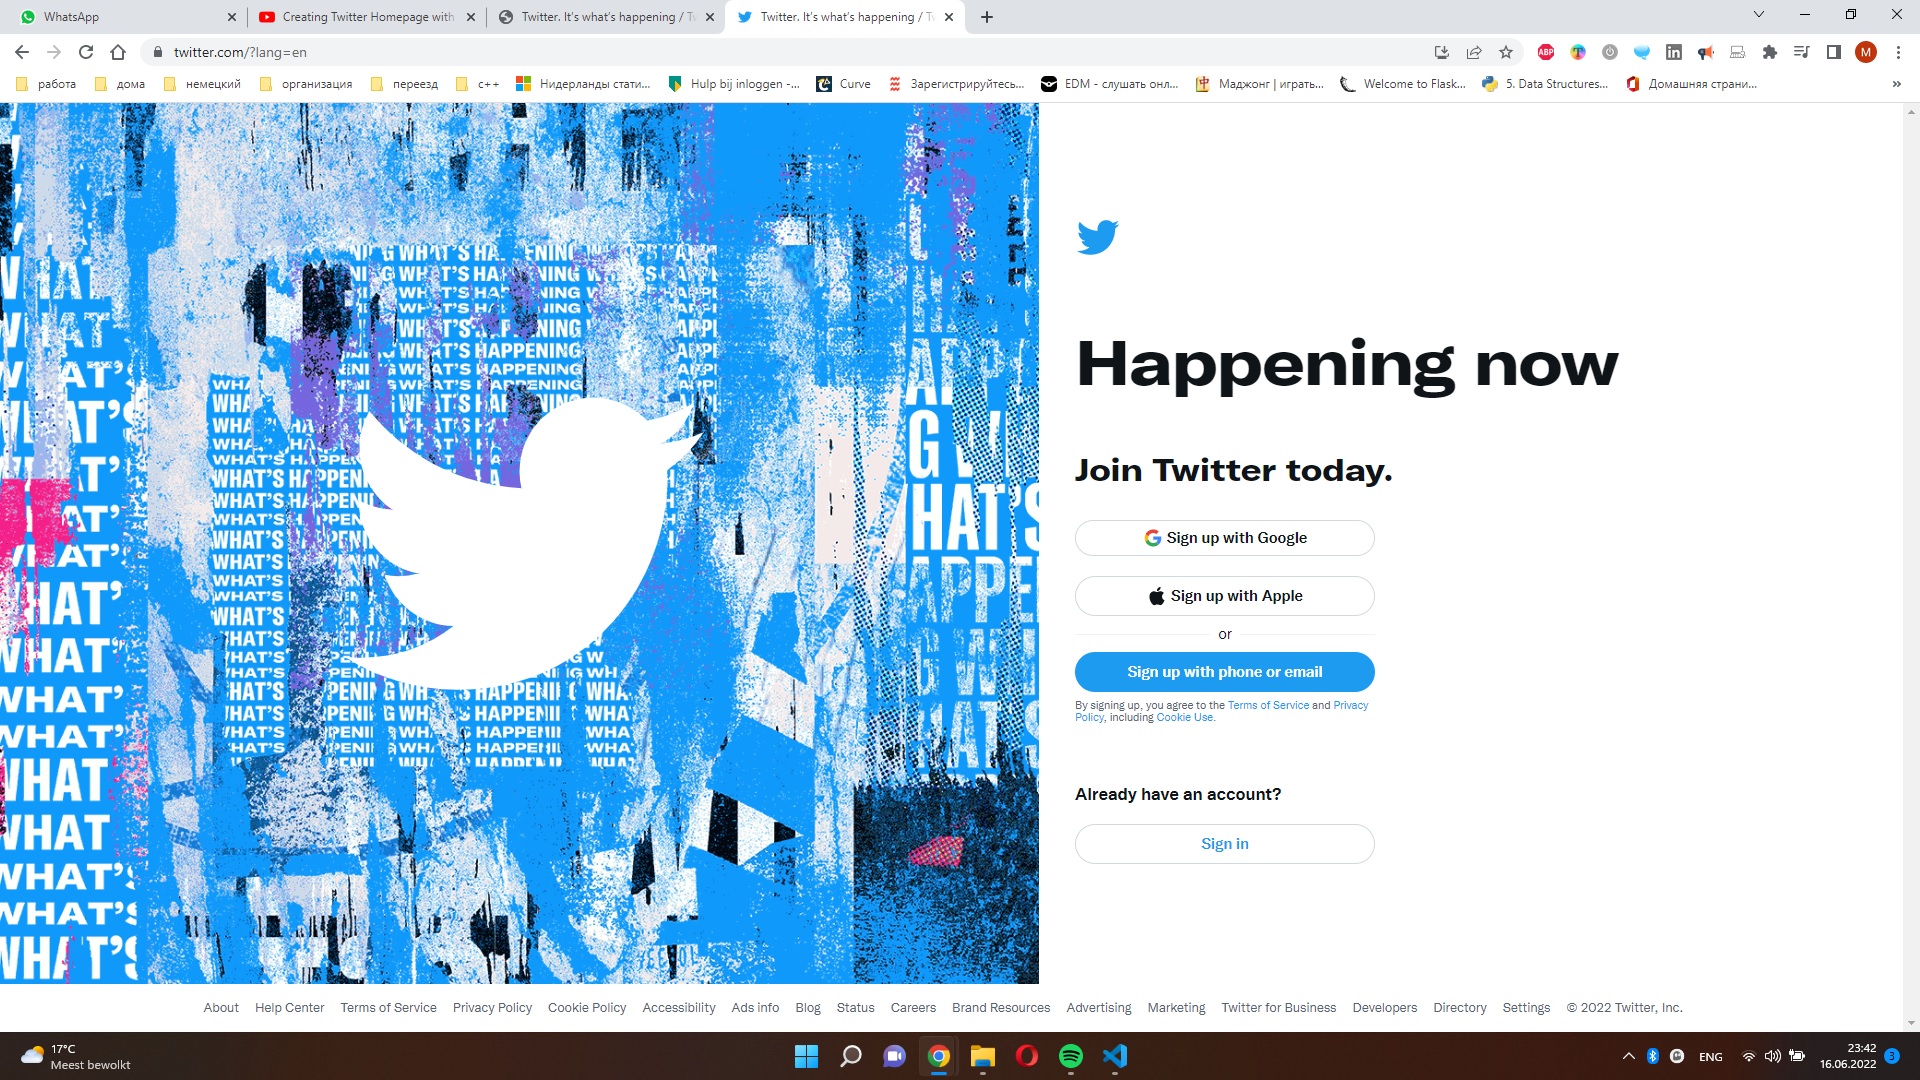 WhatsApp
Creating Twitter Homepage with
Twitter. It's what's happening /
Twitter. It's what's happening /
twitter.com/?lang=en
работа
дома
немецкий
организация
переезд
c++
Нидерланды стати...
Hulp bij inloggen -...
Curve
Зарегистрируйтесь...
EDM - слушать онл...
Маджонг | играть...
Welcome to Flask...
5. Data Structures...
Домашняя страни...
ABP
M
WHAT'S HAPPENING
Happening now
Join Twitter today.
Sign up with Google
Sign up with Apple
or
Sign up with phone or email
By signing up, you agree to the Terms of Service and Privacy
Policy, including Cookie Use.
Already have an account?
Sign in
About Help Center Terms of Service Privacy Policy Cookie Policy Accessibility Ads info Blog Status Careers Brand Resources Advertising Marketing Twitter for Business Developers Directory Settings © 2022 Twitter, Inc.
17°C
Meest bewolkt
ENG
23:42
16.06.2022
3